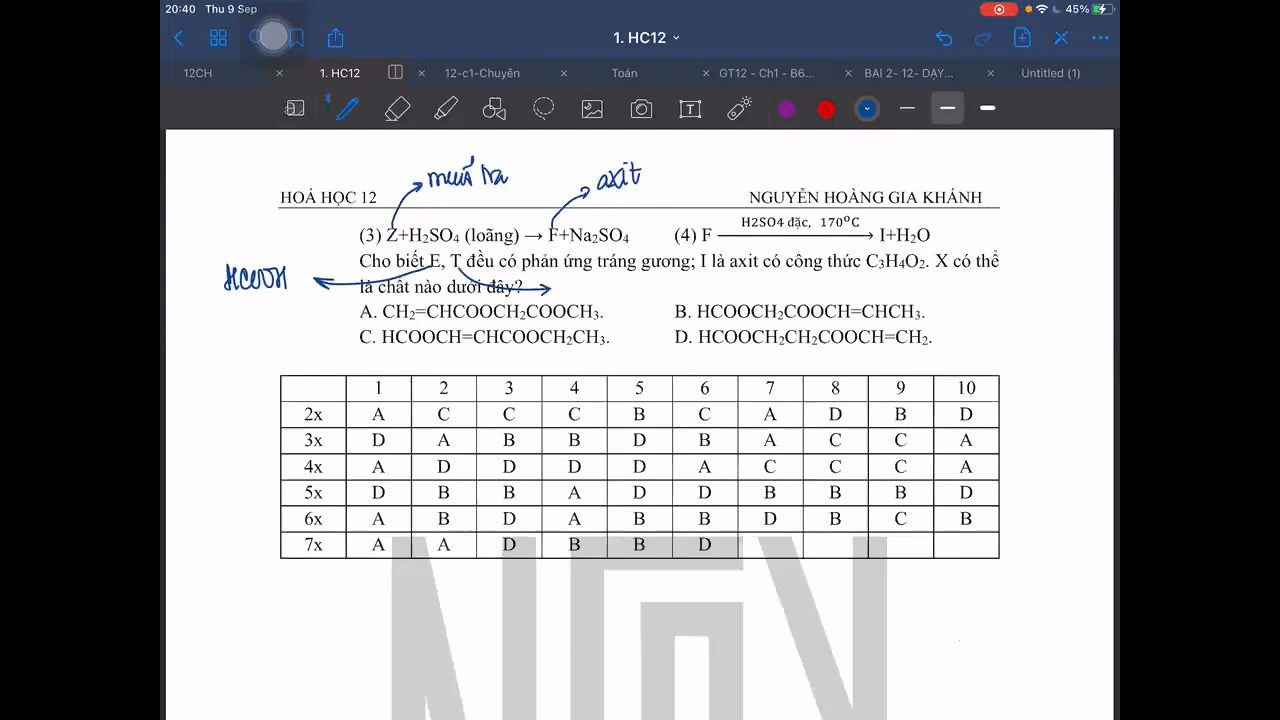 20:40 Thu 9 Sep 45%
1. HC12
12CH 1. HC12 12-c1-Chuyên Toán GT12 - Ch1 - B6... BAI 2- 12- DẠY... Untitled (1)
muối Na axit
HOÁ HỌC 12 NGUYỄN HOÀNG GIA KHÁNH
(3) Z+H2SO4 (loãng) → F+Na2SO4 (4) F H2SO4 đặc, 170⁰C → I+H2O
Cho biết E, T đều có phản ứng tráng gương; I là axit có công thức C3H4O2. X có thể
HCOOH
là chất nào dưới đây?
A. CH2=CHCOOCH2COOCH3. B. HCOOCH2COOCH=CHCH3.
C. HCOOCH=CHCOOCH2CH3. D. HCOOCH2CH2COOCH=CH2.
1 2 3 4 5 6 7 8 9 10
2x A C C C B C A D B D
3x D A B B D B A C C A
4x A D D D D A C C C A
5x D B B A D D B B B D
6x A B D A B B D B C B
7x A A D B B D